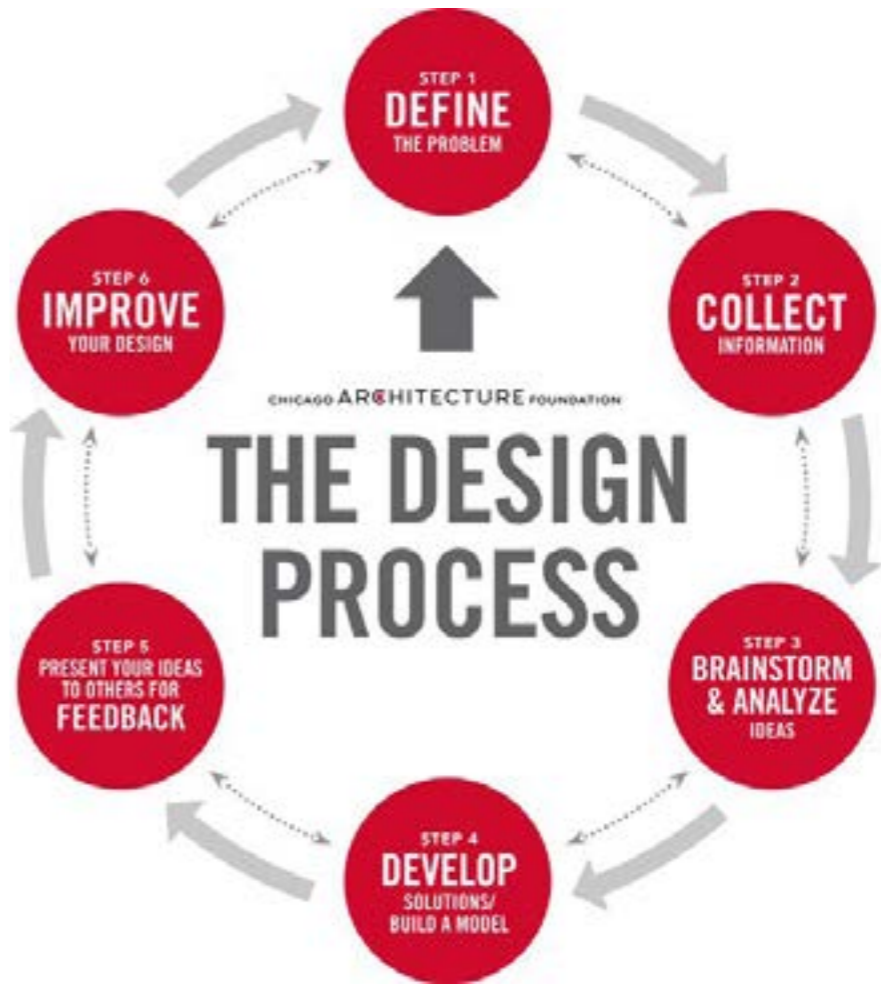 STEP 1
DEFINE
THE PROBLEM
STEP 2
COLLECT
INFORMATION
STEP 3
BRAINSTORM
& ANALYZE
IDEAS
STEP 4
DEVELOP
SOLUTIONS/
BUILD A MODEL
STEP 5
PRESENT YOUR IDEAS
TO OTHERS FOR
FEEDBACK
STEP 6
IMPROVE
YOUR DESIGN
CHICAGO ARCHITECTURE FOUNDATION
THE DESIGN
PROCESS